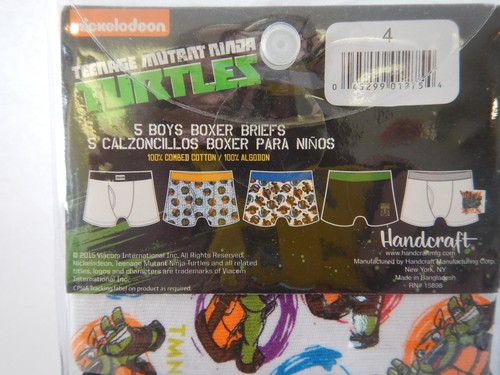 nickelodeon
4
TEENAGE MUTANT NINJA
TURTLES
5 BOYS BOXER BRIEFS
5 CALZONCILLOS BOXER PARA NIÑOS
100% COMBED COTTON / 100% ALGODON
Handcraft
www.handcraftmfg.com
Manufactured by Handcraft Manufacturing Corp.
New York, NY
Made in Bangladesh
RN# 15898
© 2015 Viacom International Inc. All Rights Reserved.
Nickelodeon, Teenage Mutant Ninja Turtles and all related
titles, logos and characters are trademarks of Viacom
International Inc.
CPSIA Tracking label on product as required.
TMN